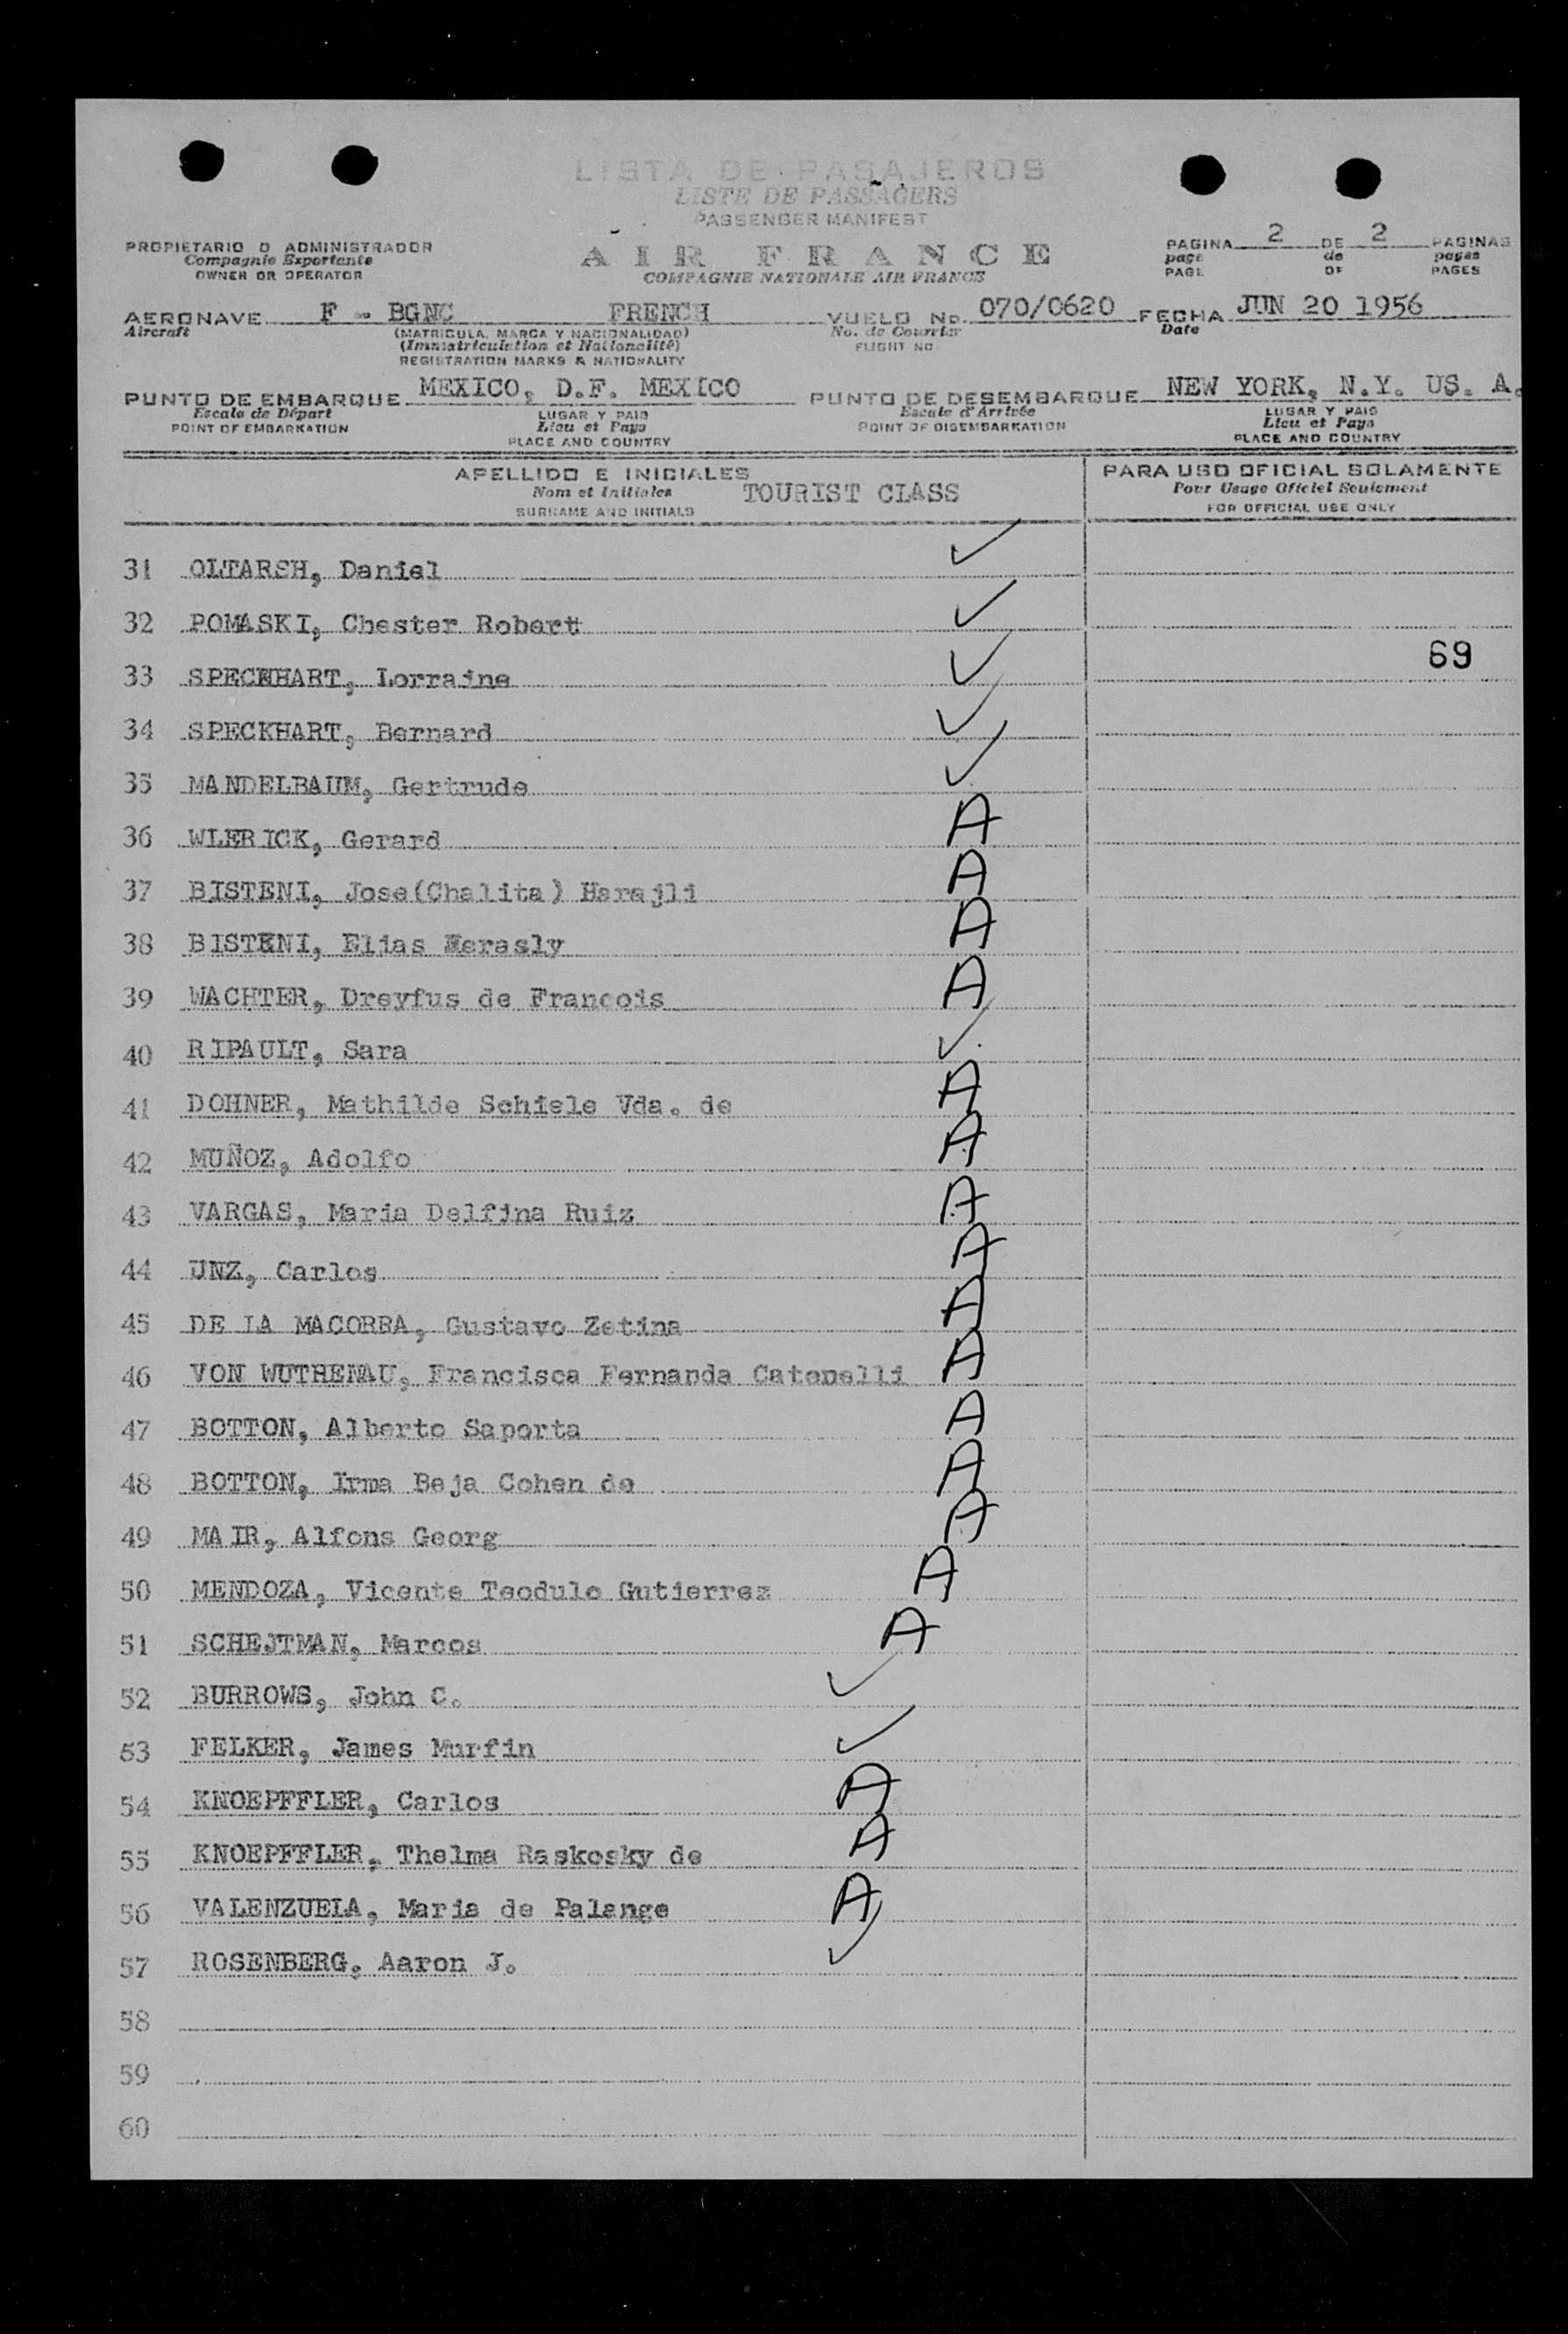 LISTA DE PASAJEROS
LISTE DE PASSAGERS
PASSENGER MANIFEST
PROPIETARIO O ADMINISTRADOR
Compagnie Exportante
OWNER OR OPERATOR
AIR FRANCE
COMPAGNIE NATIONALE AIR FRANCE
PAGINA 2 DE 2 PAGINAS
page de pages
PAGE OF PAGES
AERONAVE F - BGNC FRENCH VUELO No. 070/0620 FECHA JUN 20 1956
Aircraft (MATRICULA, MARCA Y NACIONALIDAD) No. de Courrier Date
(Immatriculation et Nationalité) FLIGHT NO
REGISTRATION MARKS & NATIONALITY
PUNTO DE EMBARQUE MEXICO, D.F. MEXICO PUNTO DE DESEMBARQUE NEW YORK, N.Y. US. A.
Escale de Départ LUGAR Y PAIS Escale d'Arrivée LUGAR Y PAIS
POINT OF EMBARKATION Lieu et Pays POINT OF DISEMBARKATION Lieu et Pays
PLACE AND COUNTRY PLACE AND COUNTRY
APELLIDO E INICIALES PARA USO OFICIAL SOLAMENTE
Nom et Initiales TOURIST CLASS Pour Usage Officiel Seulement
SURNAME AND INITIALS FOR OFFICIAL USE ONLY
31 OLTARSH, Daniel ✓
32 POMASKI, Chester Robert ✓
69
33 SPECKHART, Lorraine ✓
34 SPECKHART, Bernard ✓
35 MANDELBAUM, Gertrude ✓
36 WLERICK, Gerard A
37 BISTENI, Jose(Chalita) Harajli A
38 BISTENI, Elias Herasly A
39 WACHTER, Dreyfus de Francois A
40 RIPAULT, Sara ✓
41 DOHNER, Mathilde Schiele Vda. de A
42 MUÑOZ, Adolfo A
43 VARGAS, Maria Delfina Ruiz A
44 UNZ, Carlos A
45 DE LA MACORRA, Gustavo Zetina A
46 VON WUTHENAU, Francisca Fernanda Catanelli A
47 BOTTON, Alberto Saporta A
48 BOTTON, Irma Beja Cohen de A
49 MAIR, Alfons Georg A
50 MENDOZA, Vicente Teodulo Gutierrez A
51 SCHEJTMAN, Marcos A
52 BURROWS, John C. ✓
53 FELKER, James Murfin ✓
54 KNOEPFFLER, Carlos A
55 KNOEPFFLER, Thelma Raskosky de A
56 VALENZUELA, Maria de Palange A
57 ROSENBERG, Aaron J. ✓
58
59
60